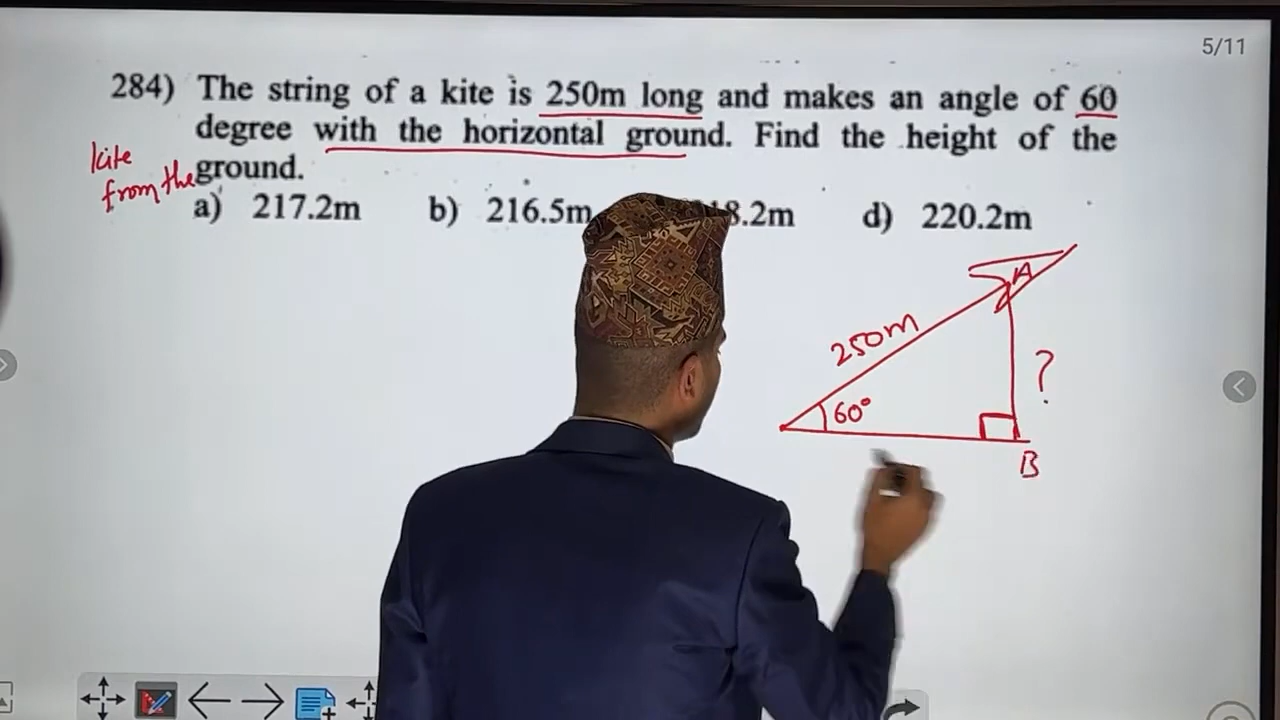 5/11
284) The string of a kite is 250m long and makes an angle of 60
degree with the horizontal ground. Find the height of the
kite
from the ground.
a) 217.2m b) 216.5m 18.2m d) 220.2m
A
250m
?
60°
B